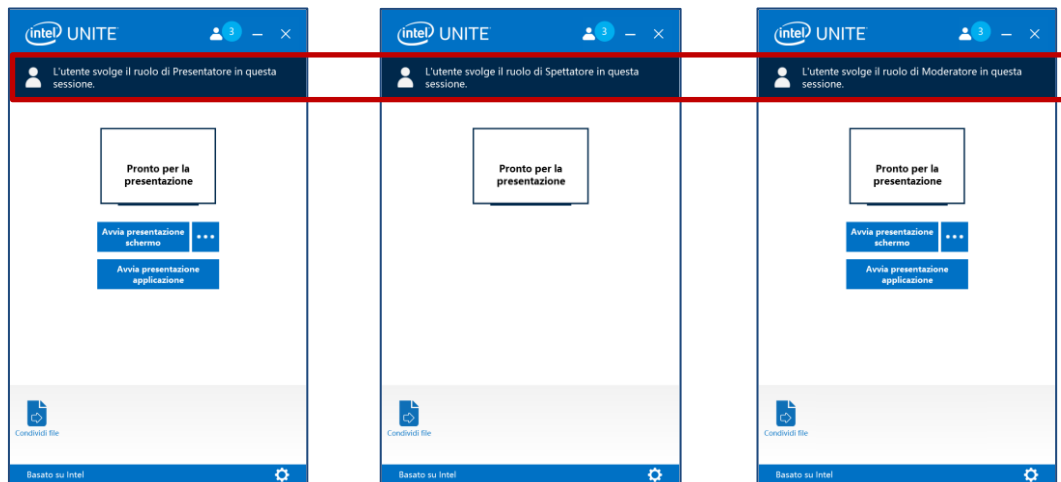 intel UNITE 3
L'utente svolge il ruolo di Presentatore in questa
sessione.
Pronto per la
presentazione
Avvia presentazione
schermo
Avvia presentazione
applicazione
Condividi file
Basato su Intel
intel UNITE 3
L'utente svolge il ruolo di Spettatore in questa
sessione.
Pronto per la
presentazione
Condividi file
Basato su Intel
intel UNITE 3
L'utente svolge il ruolo di Moderatore in questa
sessione.
Pronto per la
presentazione
Avvia presentazione
schermo
Avvia presentazione
applicazione
Condividi file
Basato su Intel